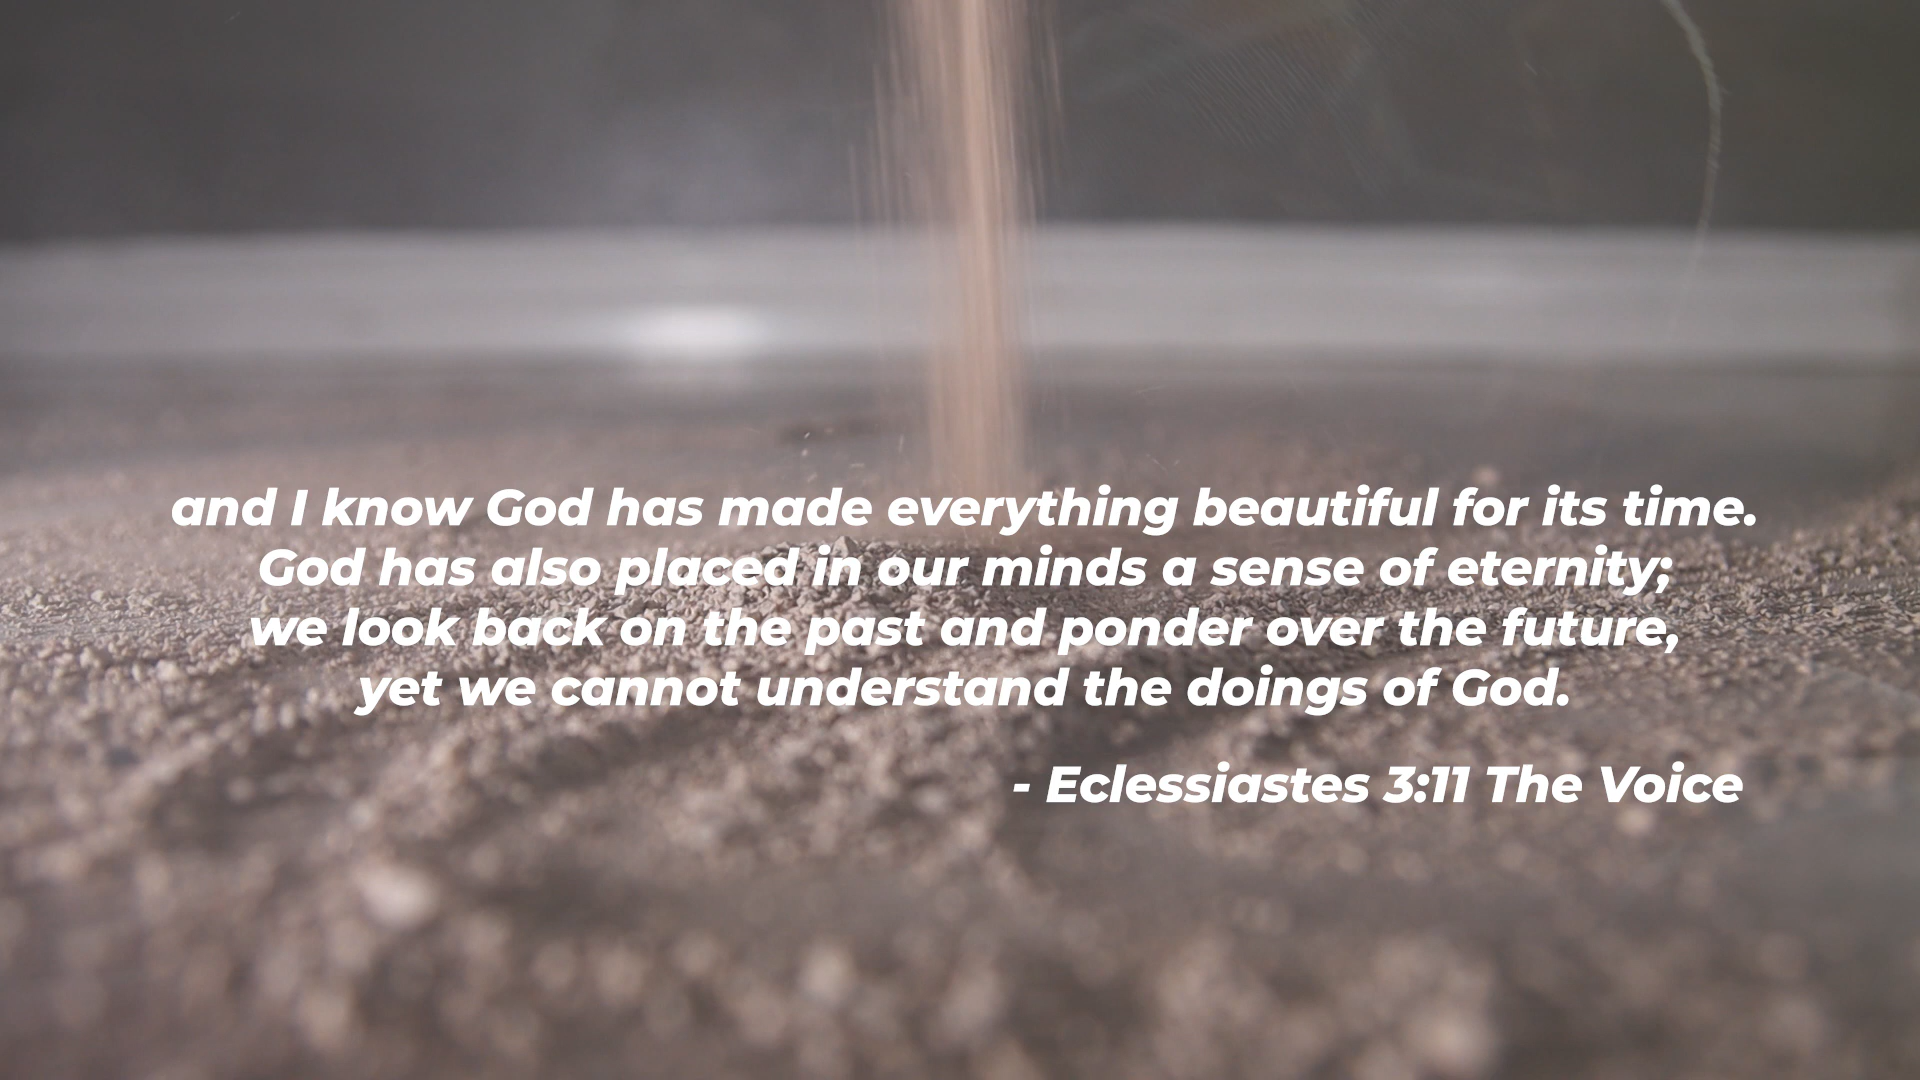 and I know God has made everything beautiful for its time.
God has also placed in our minds a sense of eternity;
we look back on the past and ponder over the future,
yet we cannot understand the doings of God.
- Eclessiastes 3:11 The Voice